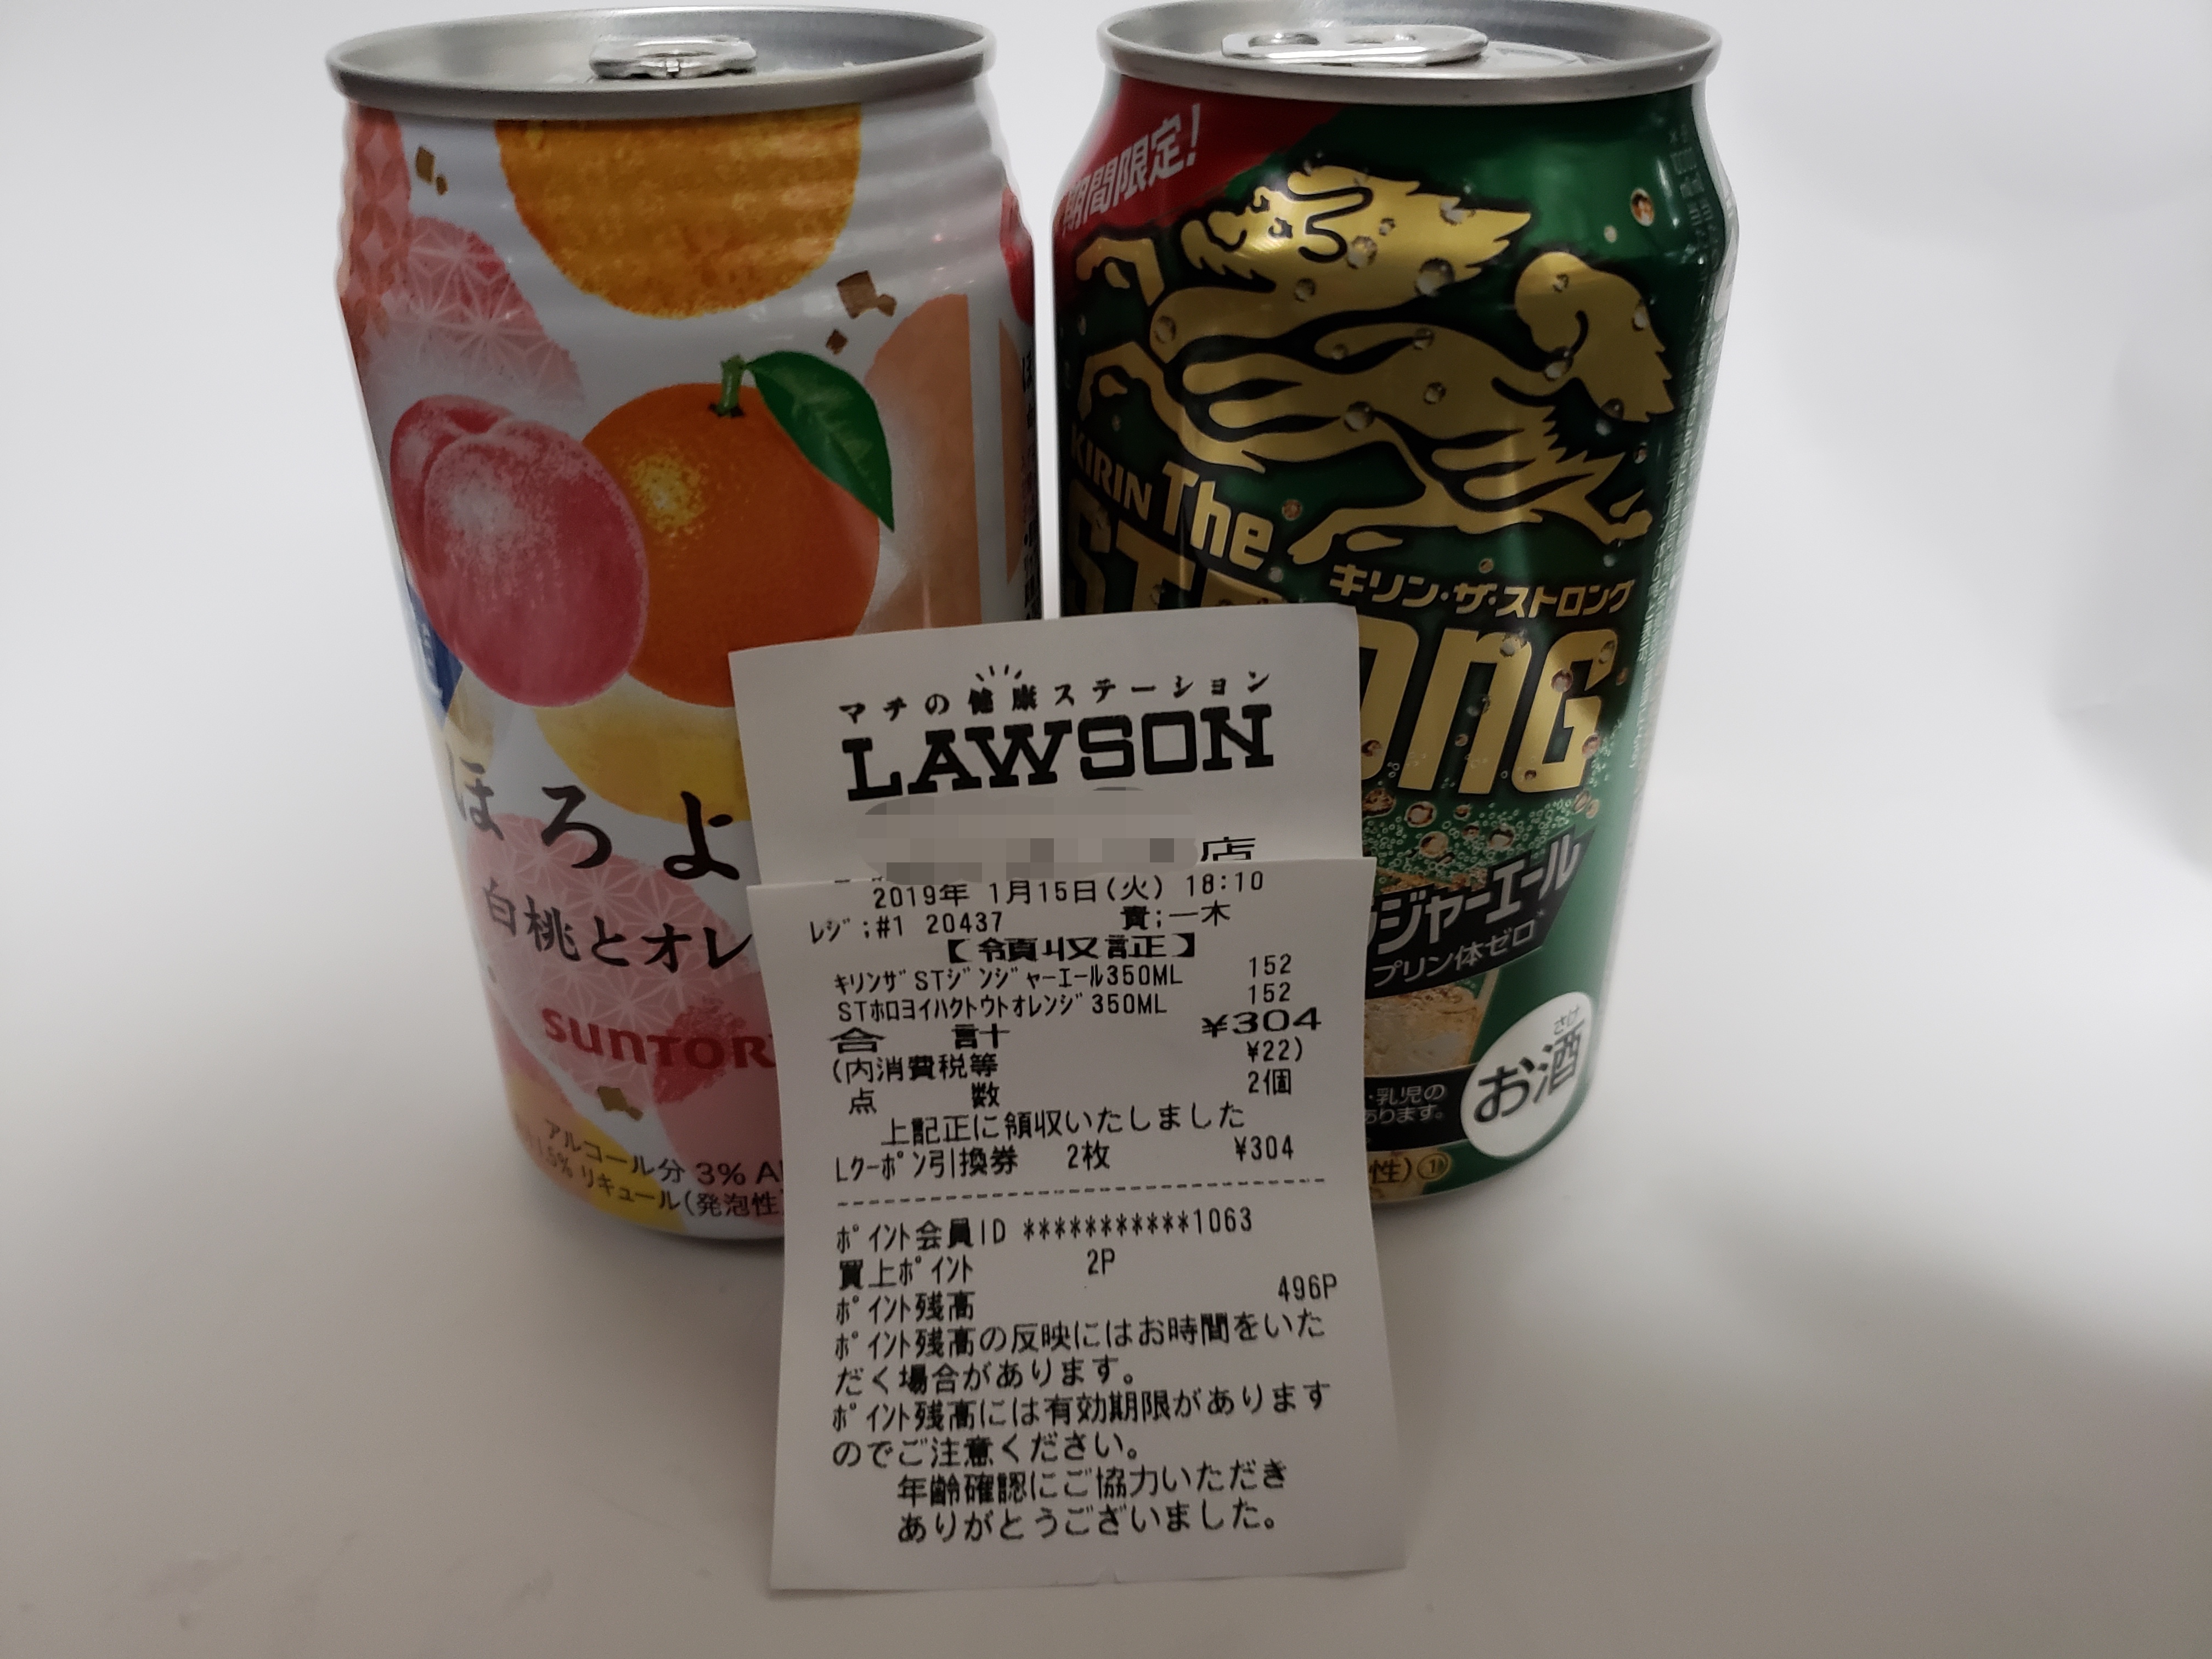 ほろよ
白桃とオレ
SUNTOR
アルコール分 3%
リキュール(発泡性)
期間限定!
KIRIN The
STRONG
キリン・ザ・ストロング
ンジャーエール
プリン体ゼロ*
・乳児の
あります。
性)①
さけ
お酒
マチの健康ステーション
LAWSON
店
2019年 1月15日(火) 18:10
レジ;#1 20437 責;一木
【領収証】
キリンザSTジンジャーエール350ML 152
STホロヨイハクトウトオレンジ350ML 152
合 計 ¥304
(内消費税等 ¥22)
点 数 2個
上記正に領収いたしました
Lクーポン引換券 2枚 ¥304
ポイント会員ID ***********1063
買上ポイント 2P
ポイント残高 496P
ポイント残高の反映にはお時間をいた
だく場合があります。
ポイント残高には有効期限があります
のでご注意ください。
年齢確認にご協力いただき
ありがとうございました。